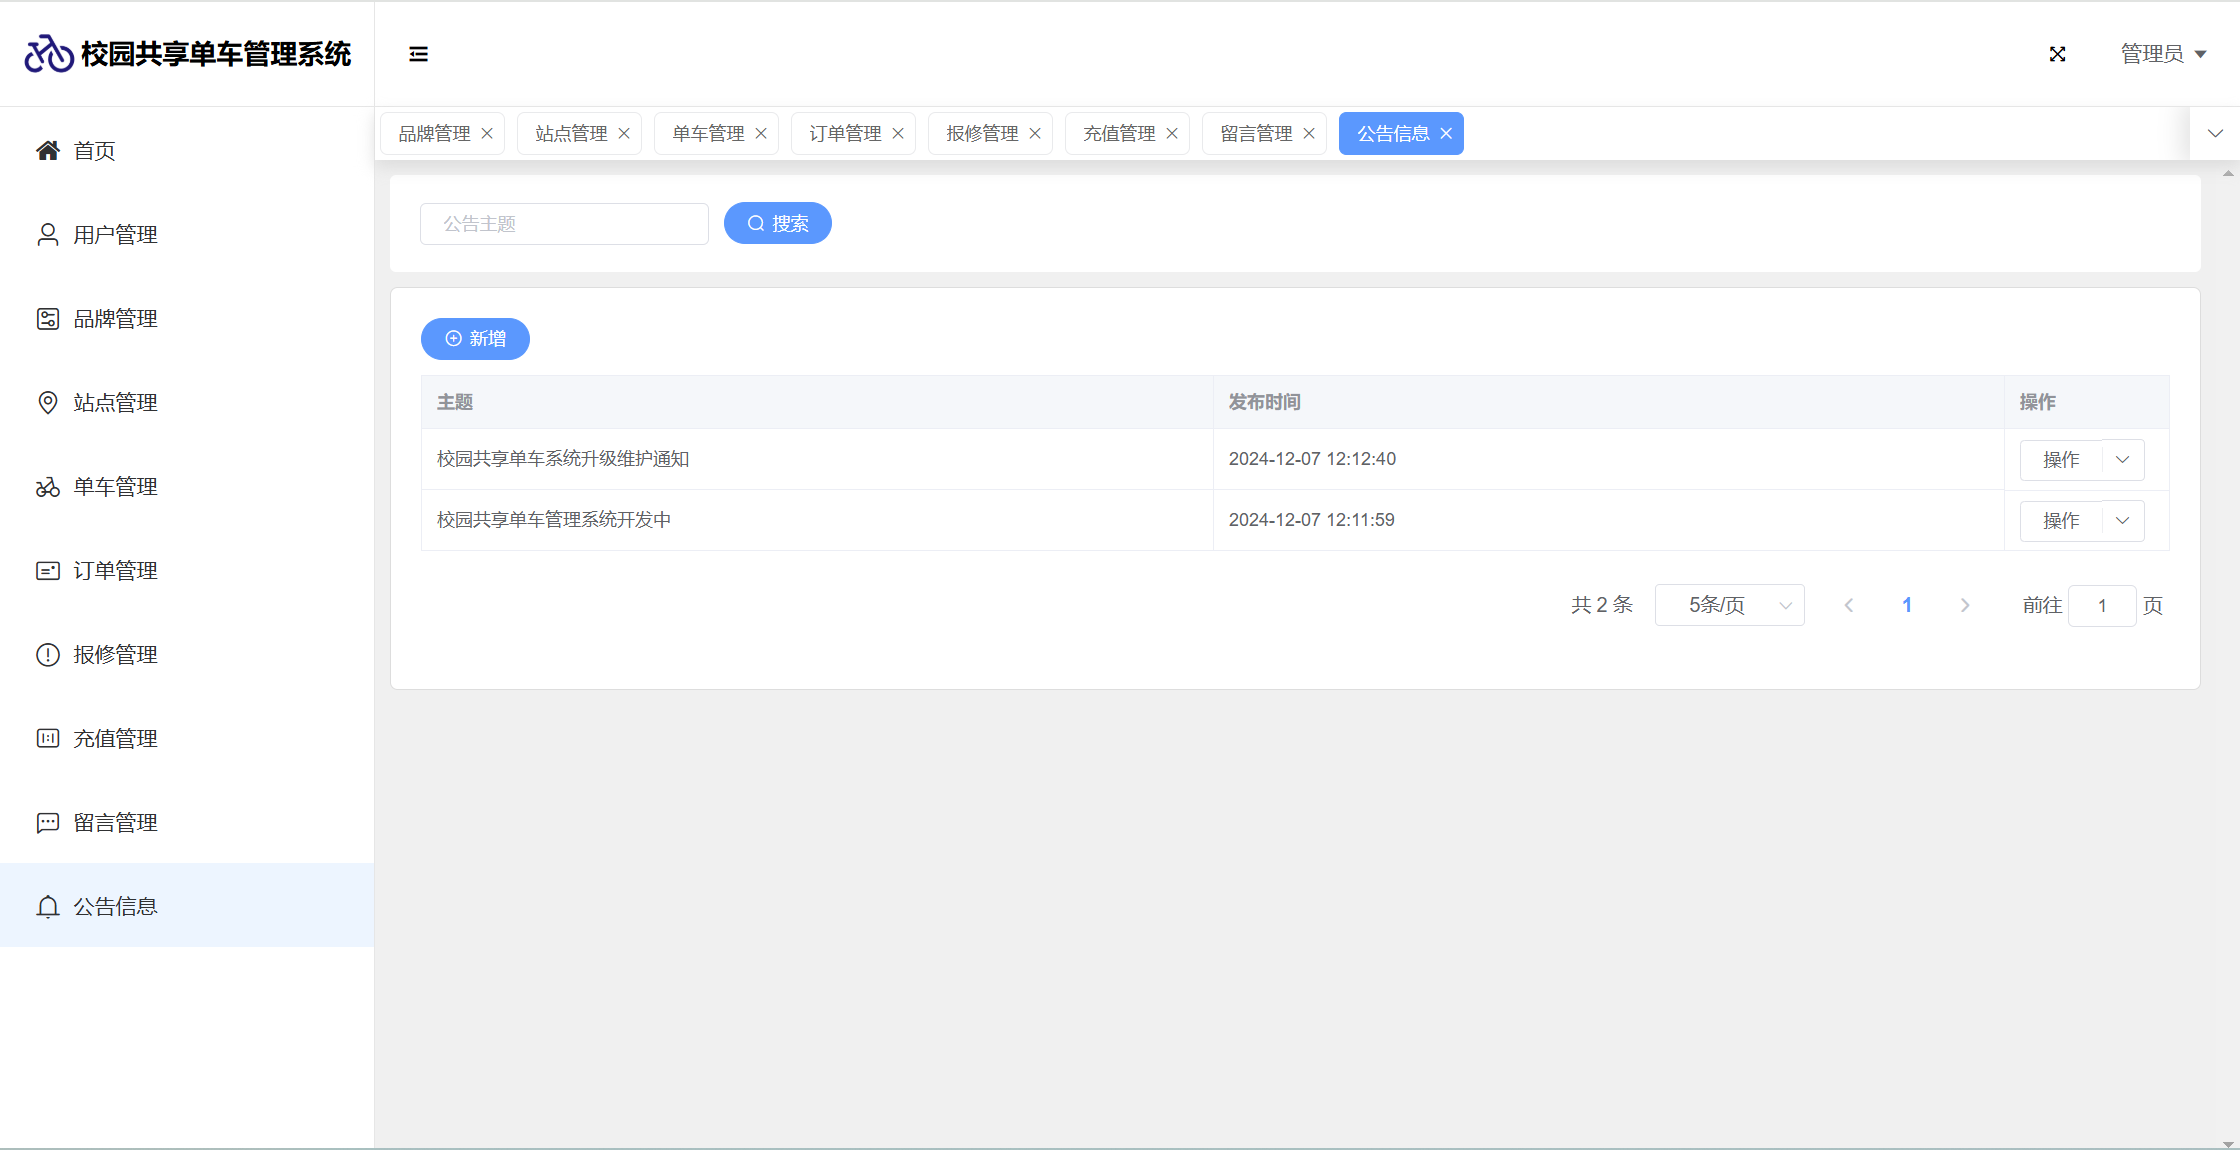 校园共享单车管理系统
管理员
首页
用户管理
品牌管理
站点管理
单车管理
订单管理
报修管理
充值管理
留言管理
公告信息
品牌管理 站点管理 单车管理 订单管理 报修管理 充值管理 留言管理 公告信息
公告主题 搜索
新增
主题 发布时间 操作
校园共享单车系统升级维护通知 2024-12-07 12:12:40 操作
校园共享单车管理系统开发中 2024-12-07 12:11:59 操作
共 2 条 5条/页 1 前往 1 页